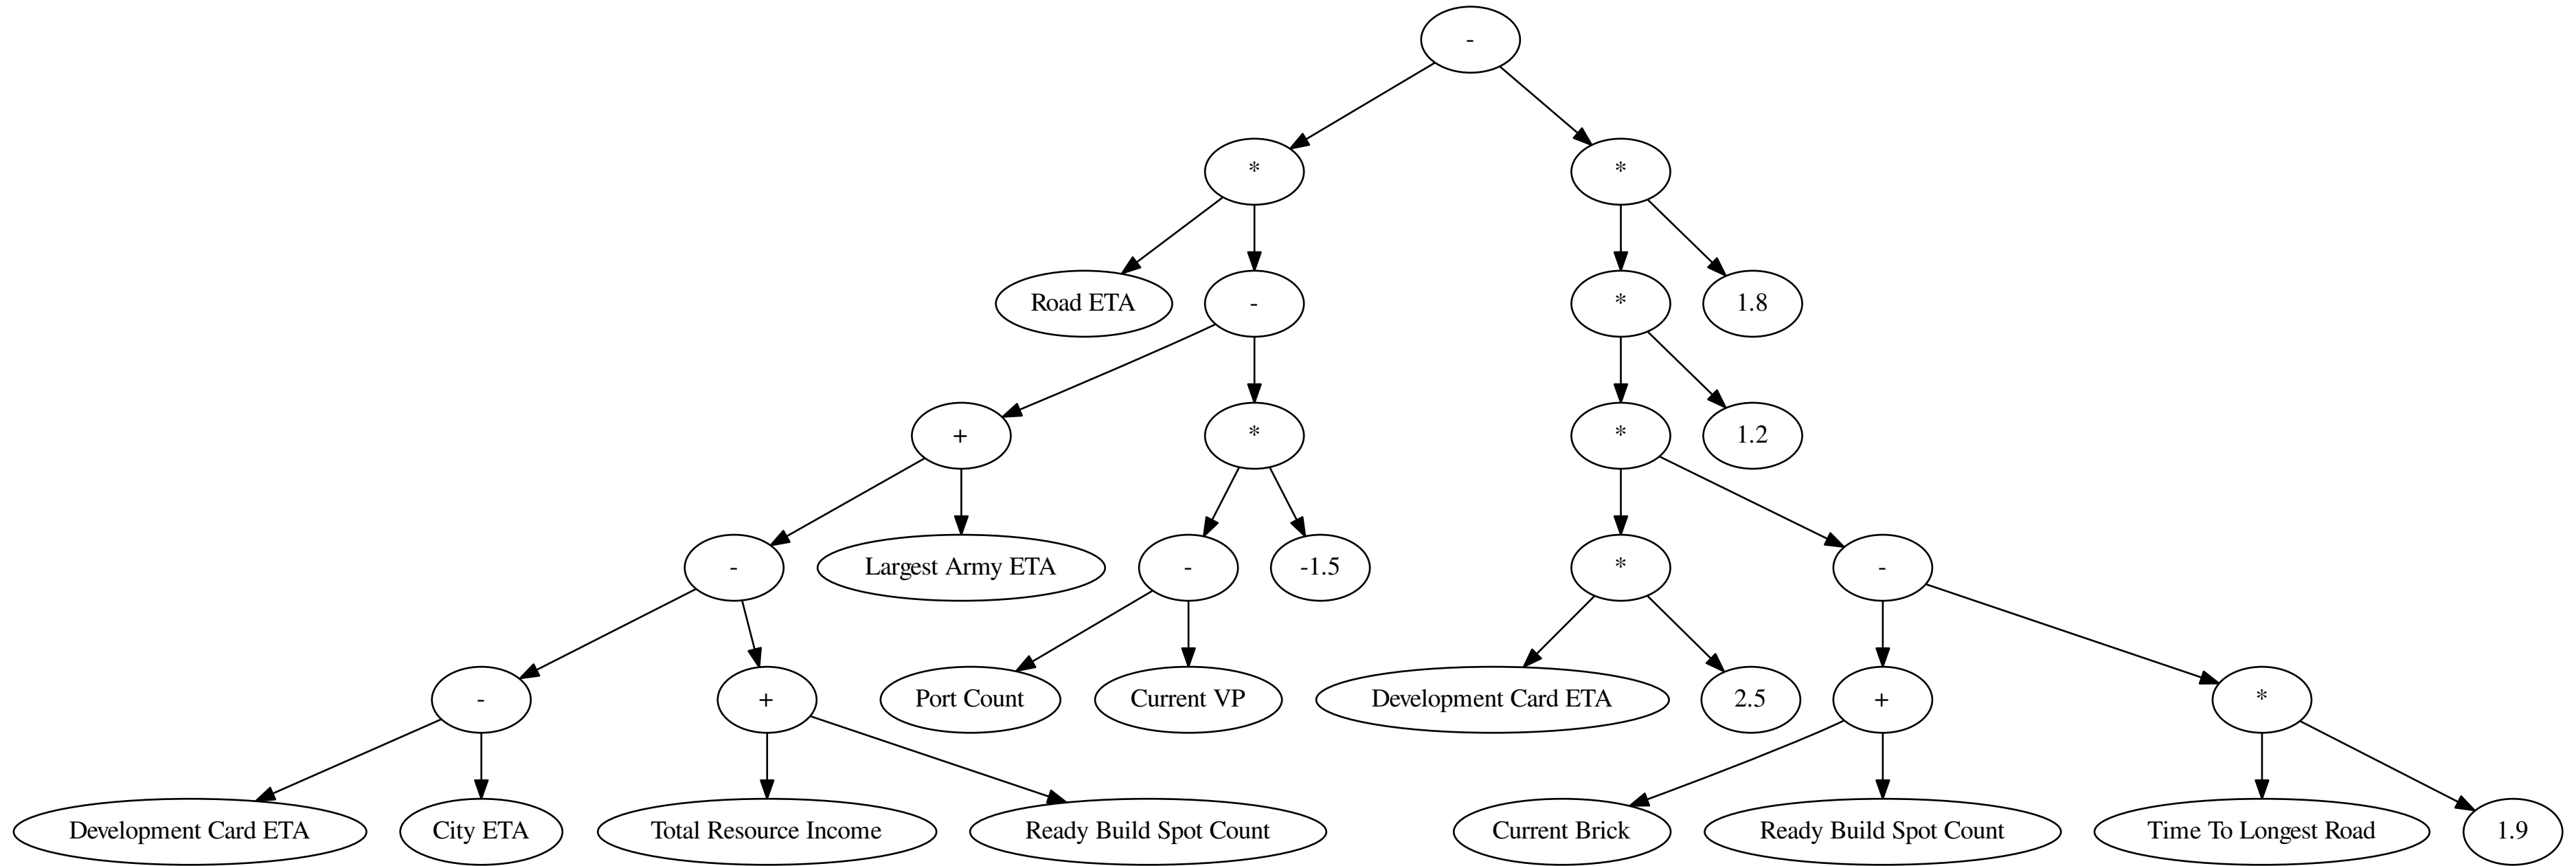 -
*
*
Road ETA
-
*
1.8
+
*
*
1.2
-
Largest Army ETA
-
-1.5
*
-
-
+
Port Count
Current VP
Development Card ETA
2.5
+
*
Development Card ETA
City ETA
Total Resource Income
Ready Build Spot Count
Current Brick
Ready Build Spot Count
Time To Longest Road
1.9